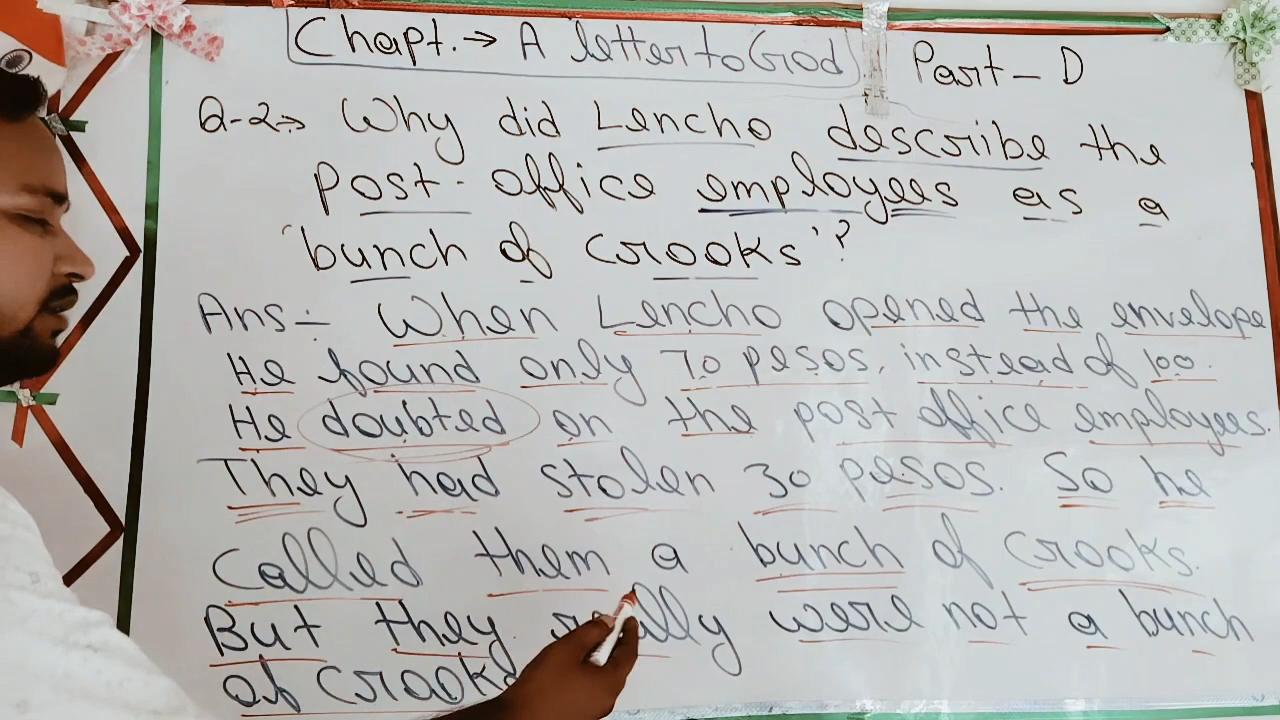 Chapt. → A letter to God Part - D
Q-2 → Why did Lencho describe the
post-office employees as a
'bunch of crooks'?
Ans:- When Lencho opened the envelope
He found only 70 pesos, instead of 100.
He doubted on the post office employees.
They had stolen 30 pesos. So he
called them a bunch of crooks.
But they really were not a bunch
of crooks